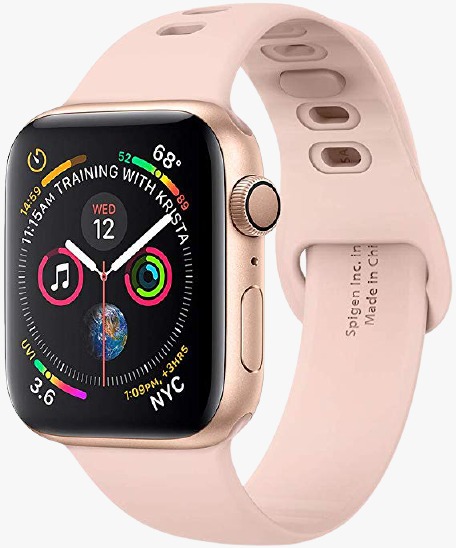 14:59
11:15AM TRAINING WITH KRISTA
52
68°
89
WED
12
UVI
3.6
7:09PM, +3HRS
NYC
Spigen Inc. in
Made in Chi